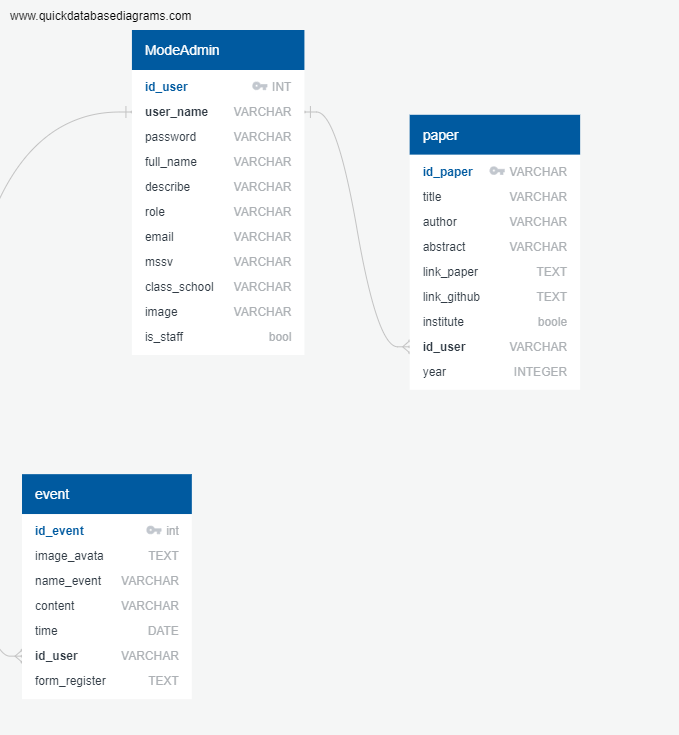 www.quickdatabasediagrams.com
ModeAdmin
id_user INT
user_name VARCHAR
password VARCHAR
full_name VARCHAR
describe VARCHAR
role VARCHAR
email VARCHAR
mssv VARCHAR
class_school VARCHAR
image VARCHAR
is_staff bool
paper
id_paper VARCHAR
title VARCHAR
author VARCHAR
abstract VARCHAR
link_paper TEXT
link_github TEXT
institute boole
id_user VARCHAR
year INTEGER
event
id_event int
image_avata TEXT
name_event VARCHAR
content VARCHAR
time DATE
id_user VARCHAR
form_register TEXT